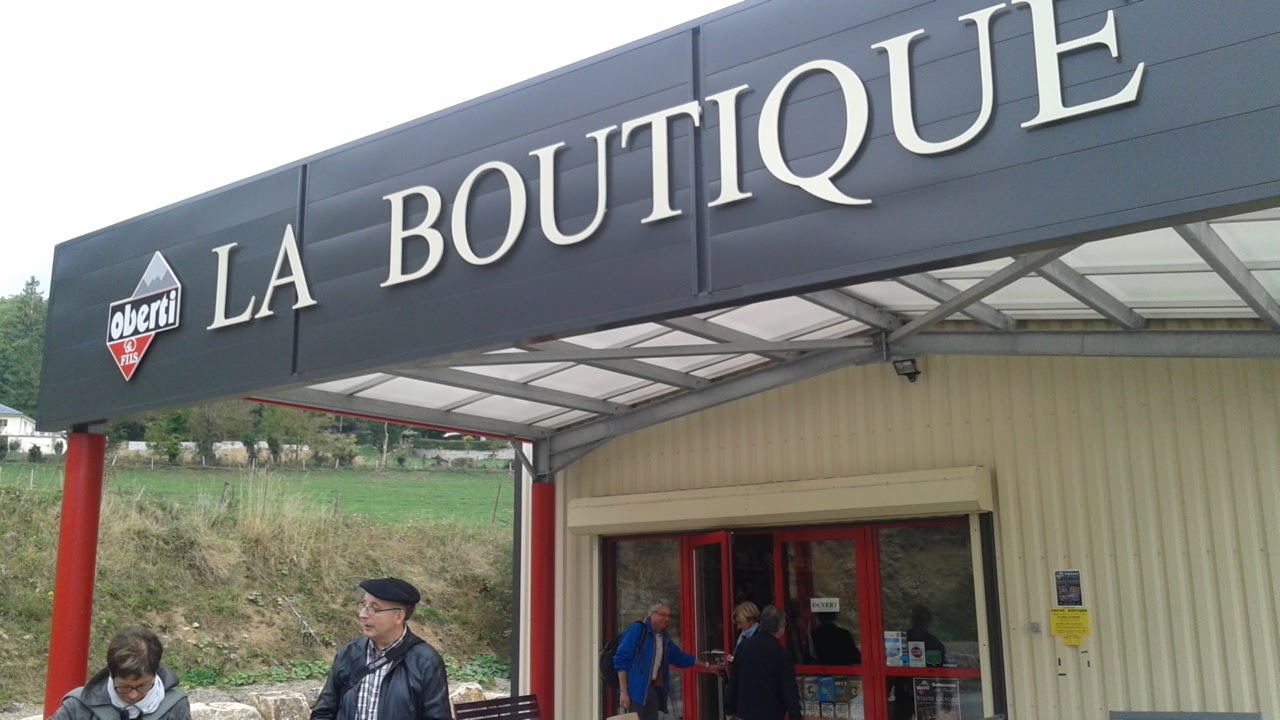 LA BOUTIQUE
oberti
& FILS
OUVERT